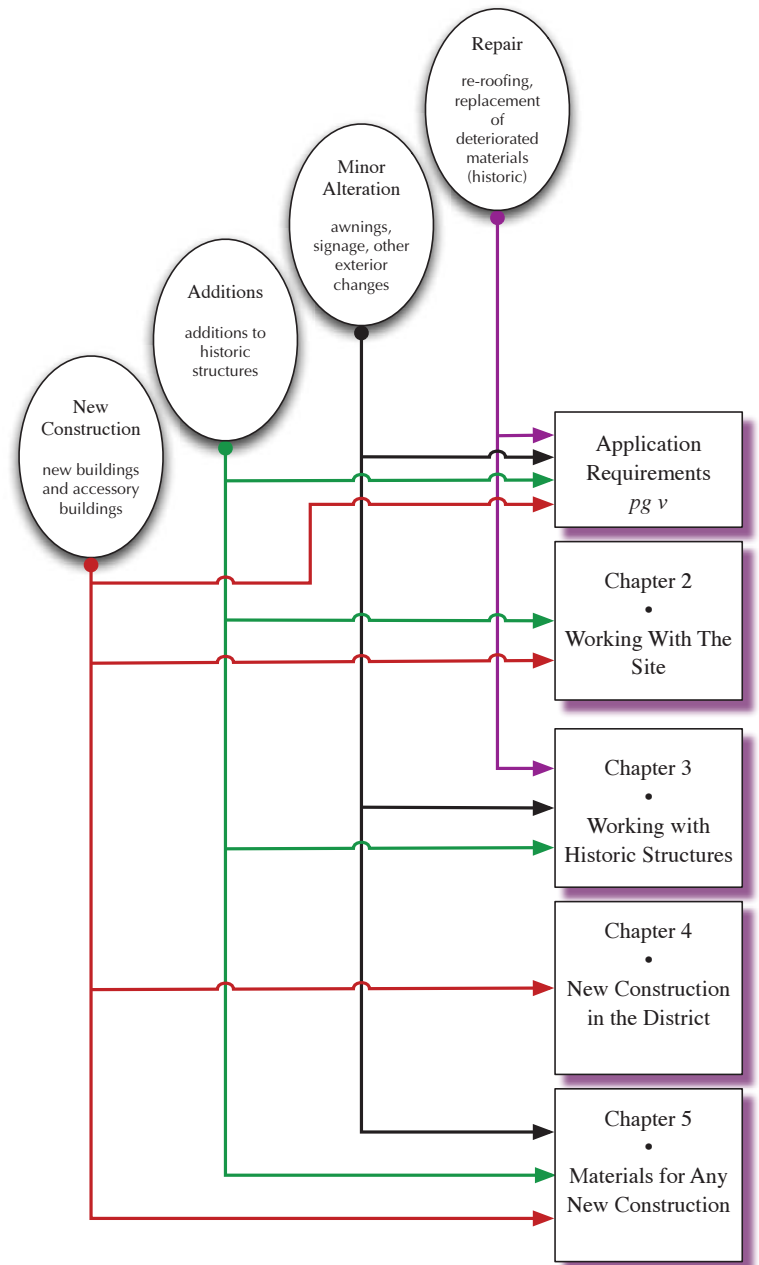 Repair
re-roofing,
replacement
of
deteriorated
materials
(historic)
Minor
Alteration
awnings,
signage, other
exterior
changes
Additions
additions to
historic
structures
New
Construction
new buildings
and accessory
buildings
Application
Requirements
pg v
Chapter 2
•
Working With The
Site
Chapter 3
•
Working with
Historic Structures
Chapter 4
•
New Construction
in the District
Chapter 5
•
Materials for Any
New Construction